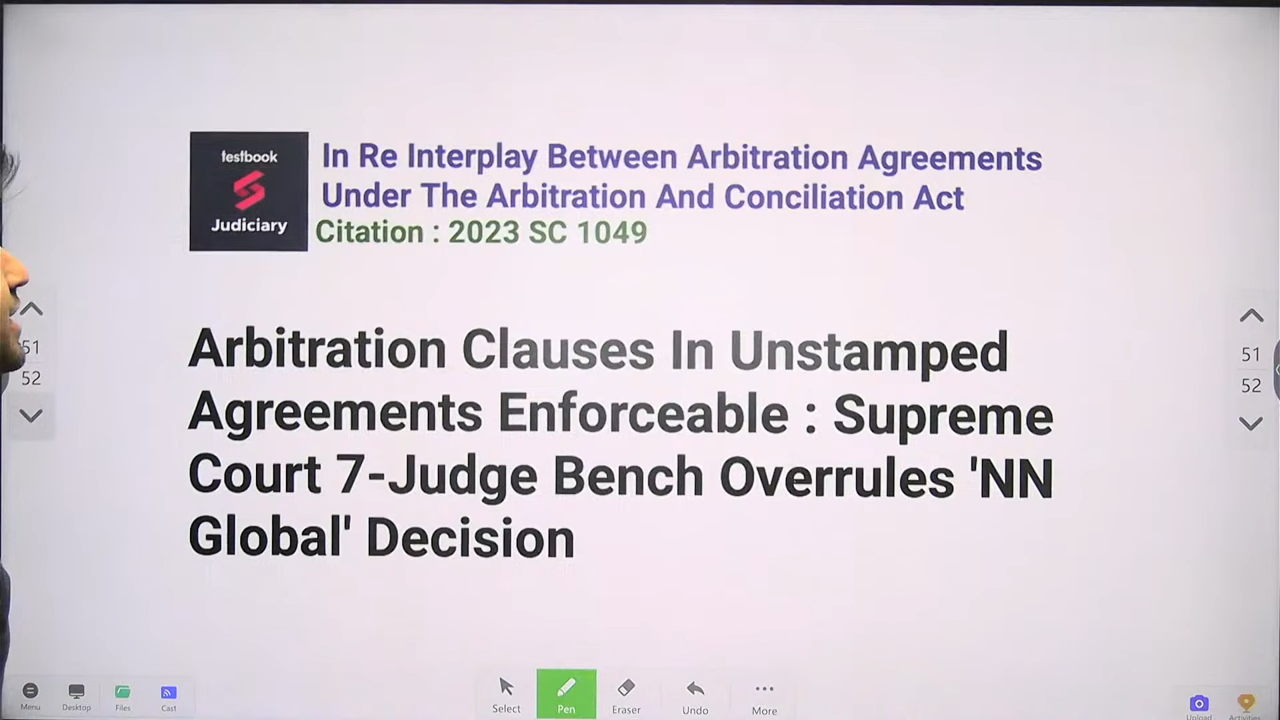 testbook
Judiciary
In Re Interplay Between Arbitration Agreements
Under The Arbitration And Conciliation Act
Citation : 2023 SC 1049
Arbitration Clauses In Unstamped
Agreements Enforceable : Supreme
Court 7-Judge Bench Overrules 'NN
Global' Decision
51
52
51
52
Menu
Desktop
Files
Cast
Select
Pen
Eraser
Undo
More
Upload
Activities